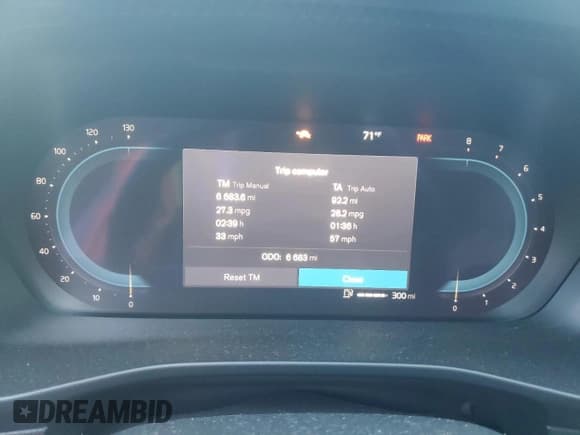 130
120
100
80
60
40
20
10
0
71°F
PARK
8
7
6
5
4
3
2
1
0
Trip computer
TM Trip Manual
6 683.6 mi
27.3 mpg
02:39 h
33 mph
TA Trip Auto
92.2 mi
28.2 mpg
01:36 h
57 mph
ODO: 6 683 mi
Reset TM
Close
300 mi
DREAMBID